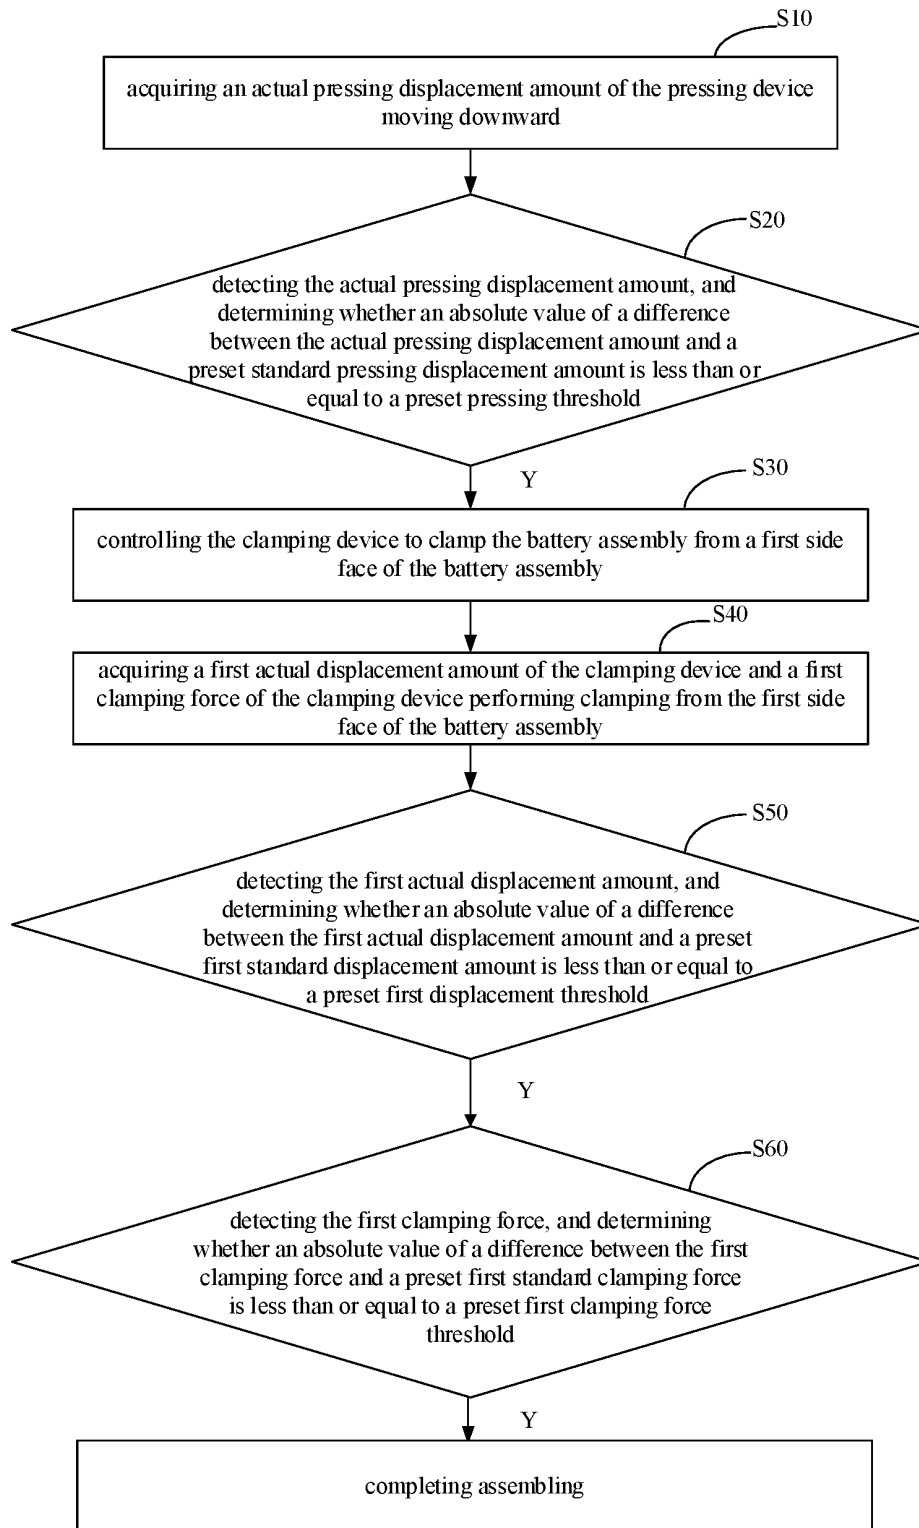 S10
acquiring an actual pressing displacement amount of the pressing device
moving downward
S20
detecting the actual pressing displacement amount, and
determining whether an absolute value of a difference
between the actual pressing displacement amount and a
preset standard pressing displacement amount is less than or
equal to a preset pressing threshold
Y
S30
controlling the clamping device to clamp the battery assembly from a first side
face of the battery assembly
S40
acquiring a first actual displacement amount of the clamping device and a first
clamping force of the clamping device performing clamping from the first side
face of the battery assembly
S50
detecting the first actual displacement amount, and
determining whether an absolute value of a difference
between the first actual displacement amount and a preset
first standard displacement amount is less than or equal to
a preset first displacement threshold
Y
S60
detecting the first clamping force, and determining
whether an absolute value of a difference between the first
clamping force and a preset first standard clamping force
is less than or equal to a preset first clamping force
threshold
Y
completing assembling